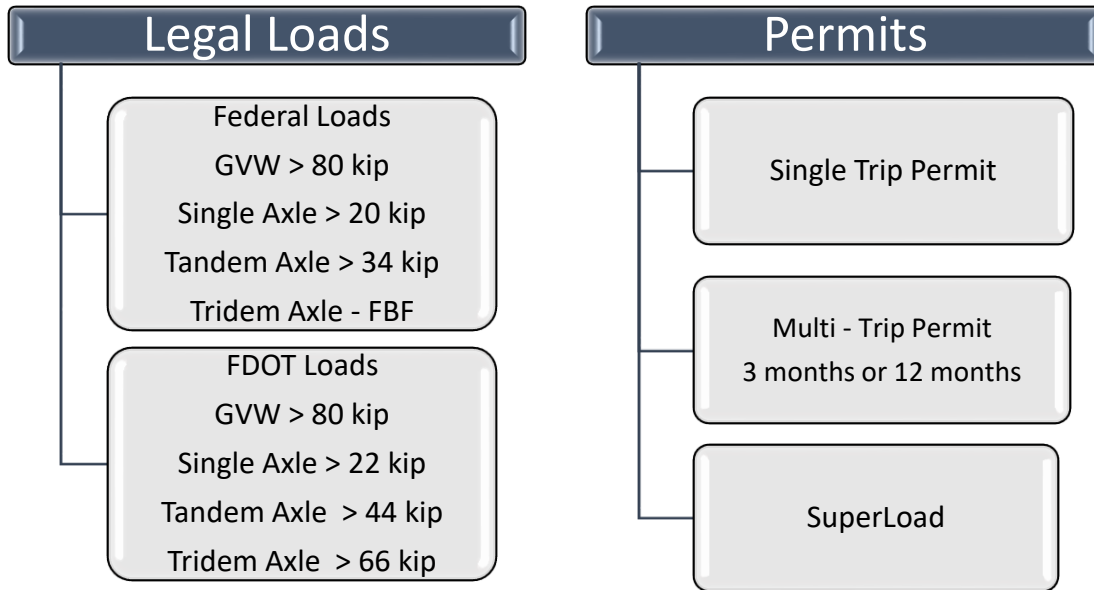 Legal Loads
Federal Loads
GVW > 80 kip
Single Axle > 20 kip
Tandem Axle > 34 kip
Tridem Axle - FBF
FDOT Loads
GVW > 80 kip
Single Axle > 22 kip
Tandem Axle > 44 kip
Tridem Axle > 66 kip
Permits
Single Trip Permit
Multi - Trip Permit
3 months or 12 months
SuperLoad